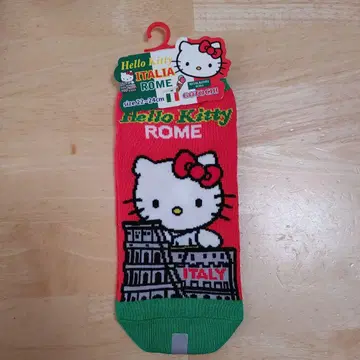 Hello Kitty
ITALIA
ROME
size 22-24cm
Hello Kitty
ROME
ITALY